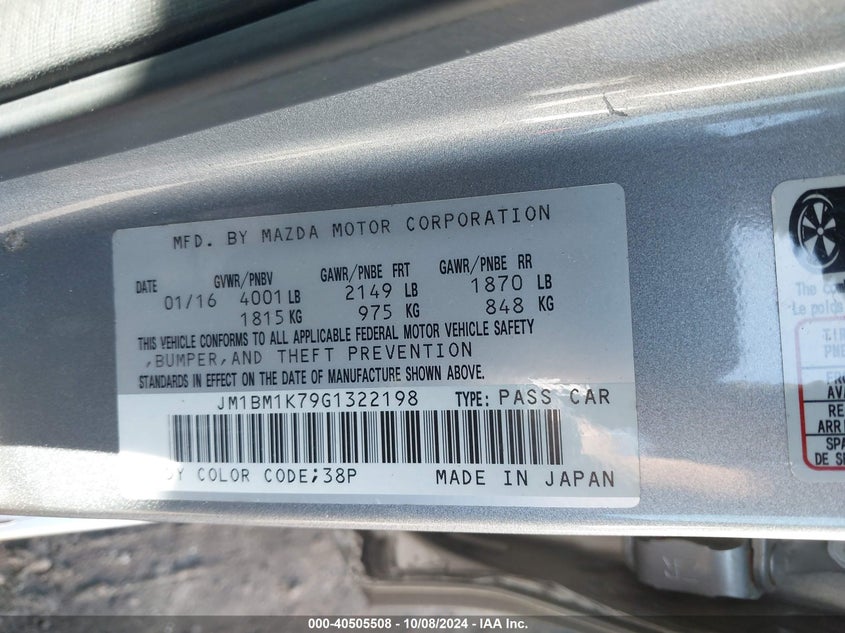 MFD. BY MAZDA MOTOR CORPORATION
DATE GVWR/PNBV GAWR/PNBE FRT GAWR/PNBE RR
01/16 4001 LB 2149 LB 1870 LB
1815 KG 975 KG 848 KG
THIS VEHICLE CONFORMS TO ALL APPLICABLE FEDERAL MOTOR VEHICLE SAFETY
,BUMPER,AND THEFT PREVENTION
STANDARDS IN EFFECT ON THE DATE OF MANUFACTURE SHOWN ABOVE.
JM1BM1K79G1322198 TYPE: PASS CAR
COLOR CODE;38P MADE IN JAPAN
The
Le poids
000-40505508 - 10/08/2024 - IAA Inc.